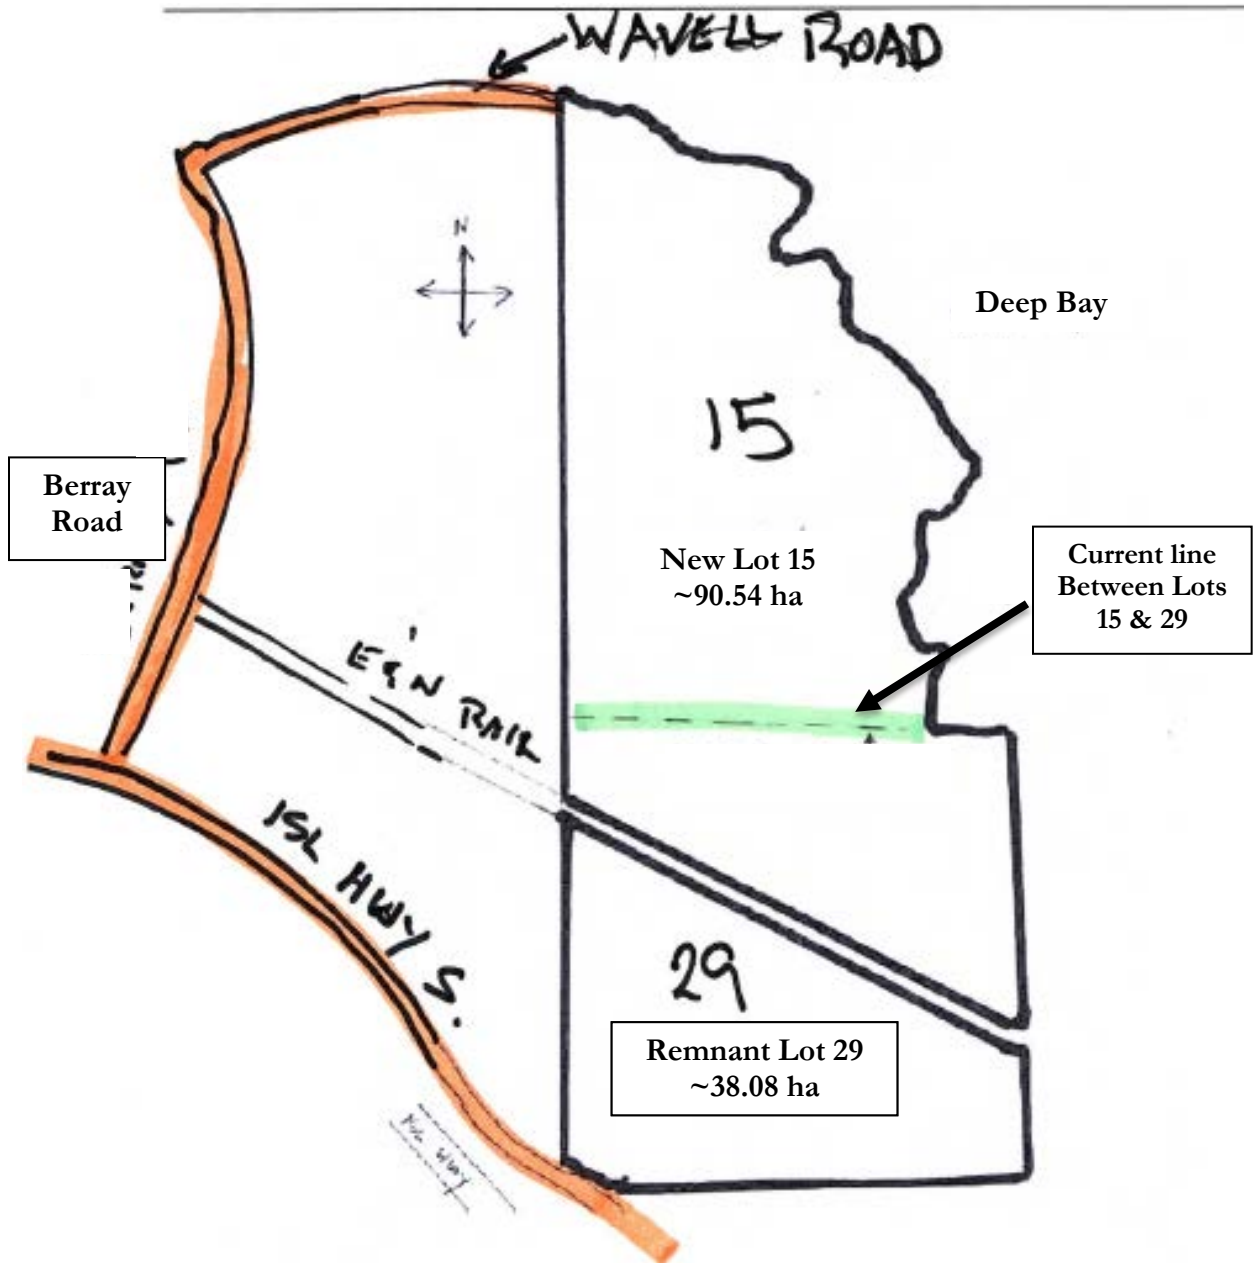 WAVELL ROAD
N
Deep Bay
15
Berray
Road
New Lot 15
~90.54 ha
Current line
Between Lots
15 & 29
E&'N RAIL
ISL HWY S.
29
Remnant Lot 29
~38.08 ha